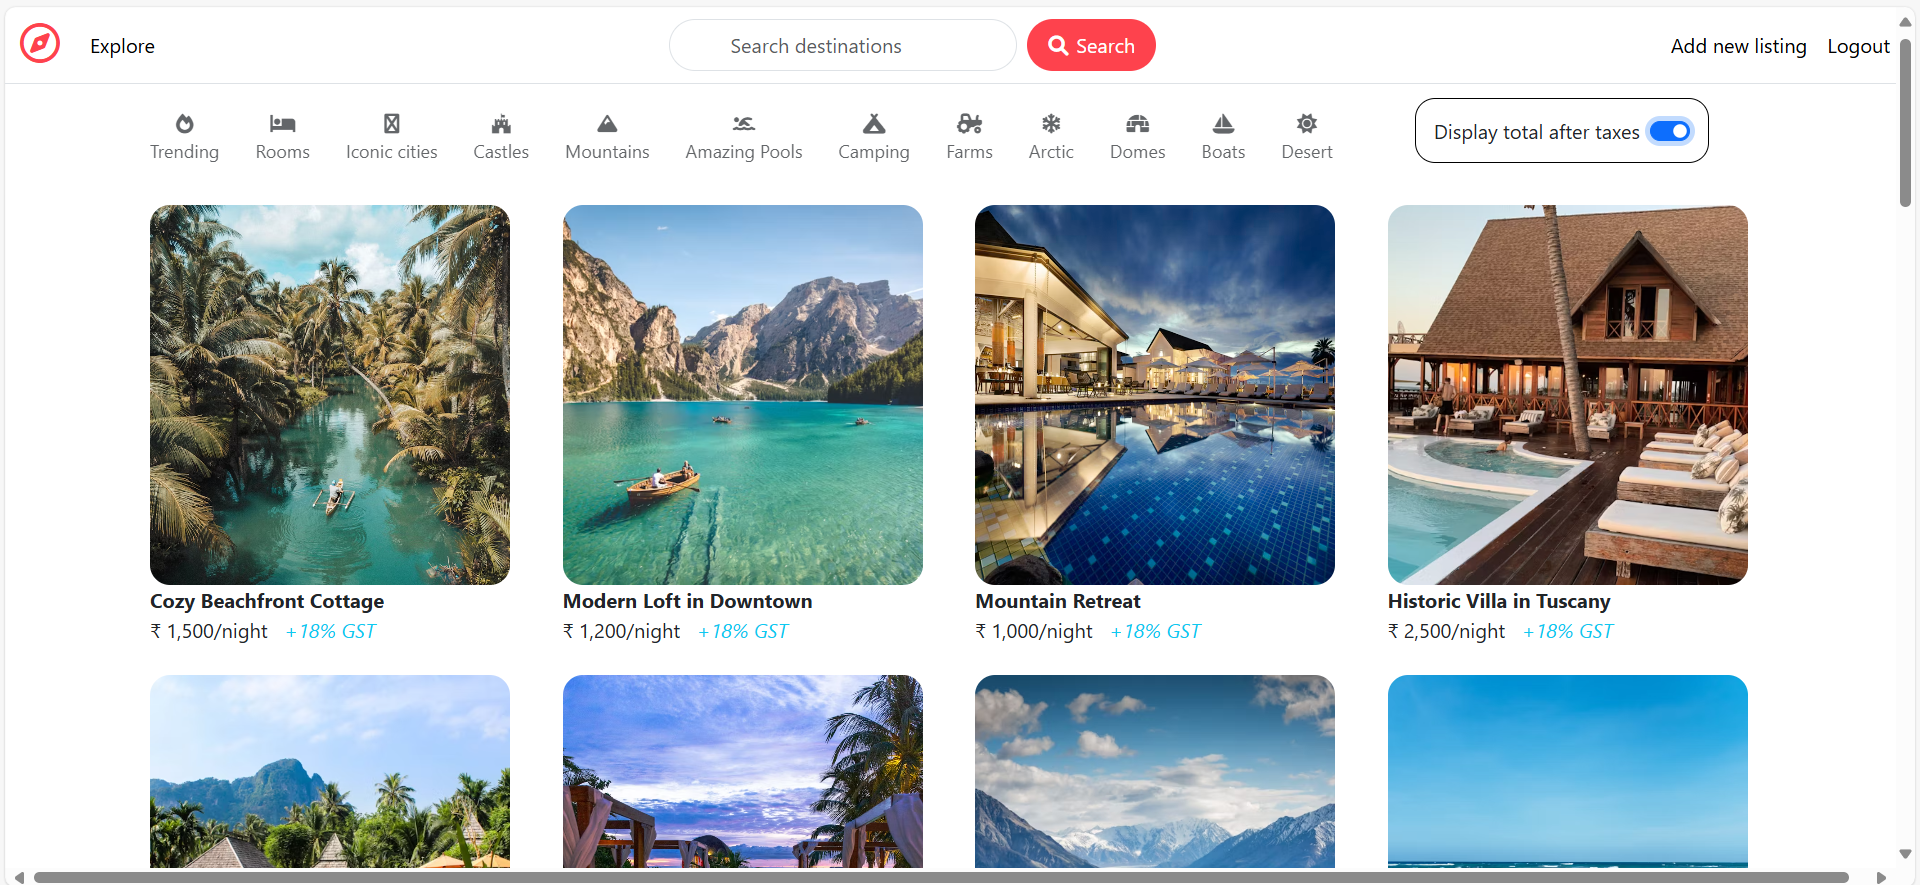 Explore
Search destinations
Search
Add new listing
Logout
Trending
Rooms
Iconic cities
Castles
Mountains
Amazing Pools
Camping
Farms
Arctic
Domes
Boats
Desert
Display total after taxes
Cozy Beachfront Cottage
₹ 1,500/night +18% GST
Modern Loft in Downtown
₹ 1,200/night +18% GST
Mountain Retreat
₹ 1,000/night +18% GST
Historic Villa in Tuscany
₹ 2,500/night +18% GST